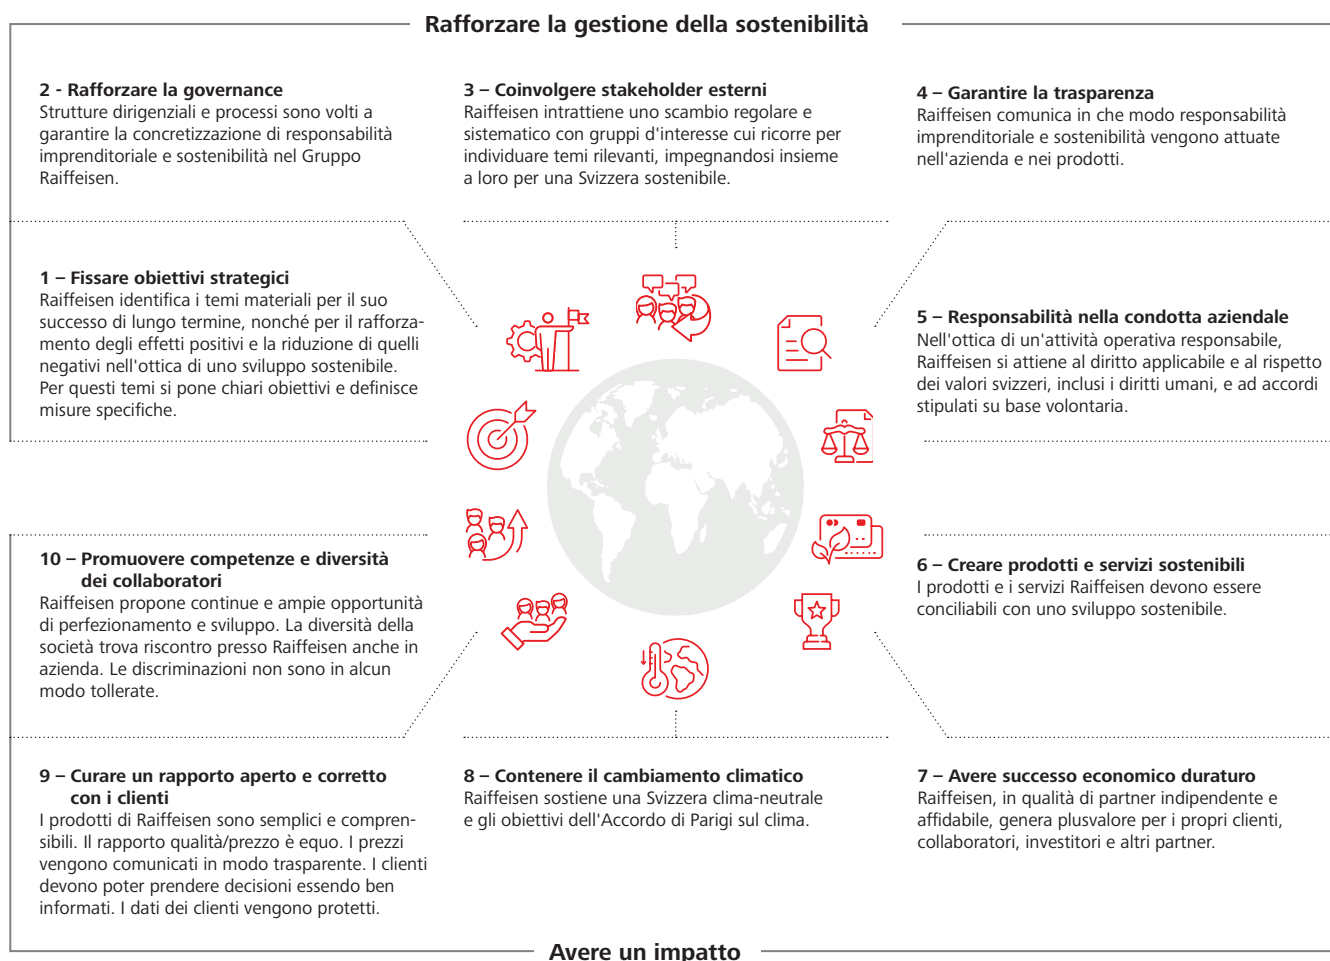 Rafforzare la gestione della sostenibilità
2 - Rafforzare la governance
Strutture dirigenziali e processi sono volti a
garantire la concretizzazione di responsabilità
imprenditoriale e sostenibilità nel Gruppo
Raiffeisen.
3 – Coinvolgere stakeholder esterni
Raiffeisen intrattiene uno scambio regolare e
sistematico con gruppi d'interesse cui ricorre per
individuare temi rilevanti, impegnandosi insieme
a loro per una Svizzera sostenibile.
4 – Garantire la trasparenza
Raiffeisen comunica in che modo responsabilità
imprenditoriale e sostenibilità vengono attuate
nell'azienda e nei prodotti.
1 – Fissare obiettivi strategici
Raiffeisen identifica i temi materiali per il suo
successo di lungo termine, nonché per il rafforza-
mento degli effetti positivi e la riduzione di quelli
negativi nell'ottica di uno sviluppo sostenibile.
Per questi temi si pone chiari obiettivi e definisce
misure specifiche.
5 – Responsabilità nella condotta aziendale
Nell'ottica di un'attività operativa responsabile,
Raiffeisen si attiene al diritto applicabile e al rispetto
dei valori svizzeri, inclusi i diritti umani, e ad accordi
stipulati su base volontaria.
10 – Promuovere competenze e diversità
dei collaboratori
Raiffeisen propone continue e ampie opportunità
di perfezionamento e sviluppo. La diversità della
società trova riscontro presso Raiffeisen anche in
azienda. Le discriminazioni non sono in alcun
modo tollerate.
6 – Creare prodotti e servizi sostenibili
I prodotti e i servizi Raiffeisen devono essere
conciliabili con uno sviluppo sostenibile.
9 – Curare un rapporto aperto e corretto
con i clienti
I prodotti di Raiffeisen sono semplici e compren-
sibili. Il rapporto qualità/prezzo è equo. I prezzi
vengono comunicati in modo trasparente. I clienti
devono poter prendere decisioni essendo ben
informati. I dati dei clienti vengono protetti.
8 – Contenere il cambiamento climatico
Raiffeisen sostiene una Svizzera clima-neutrale
e gli obiettivi dell'Accordo di Parigi sul clima.
7 – Avere successo economico duraturo
Raiffeisen, in qualità di partner indipendente e
affidabile, genera plusvalore per i propri clienti,
collaboratori, investitori e altri partner.
Avere un impatto